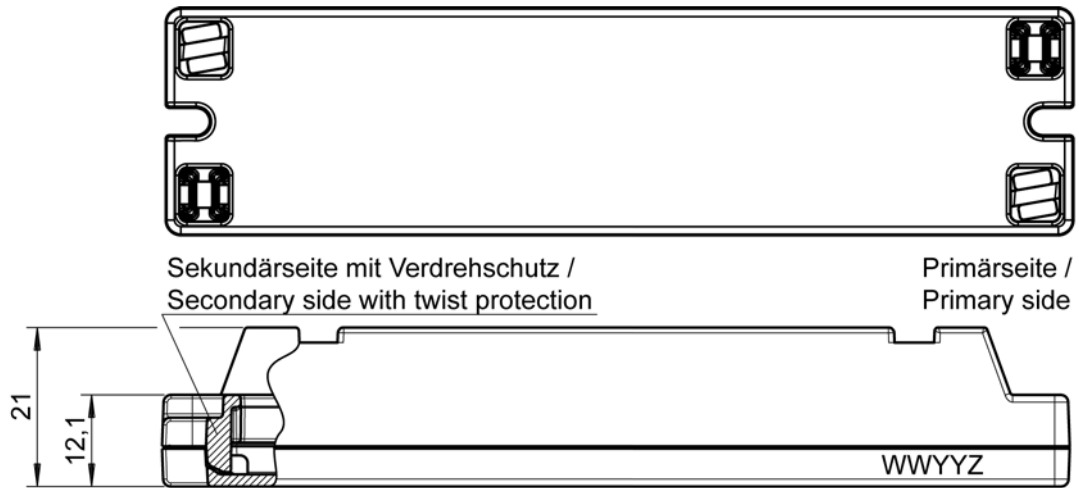 Sekundärseite mit Verdrehschutz /
Secondary side with twist protection
Primärseite /
Primary side
21
12,1
WWYYZ